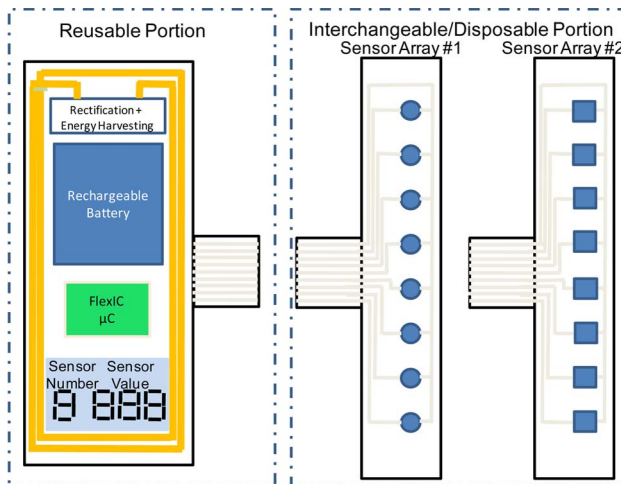 Reusable Portion
Interchangeable/Disposable Portion
Sensor Array #1
Sensor Array #2
Rectification +
Energy Harvesting
Rechargeable
Battery
FlexIC
µC
Sensor Sensor
Number Value
8 888